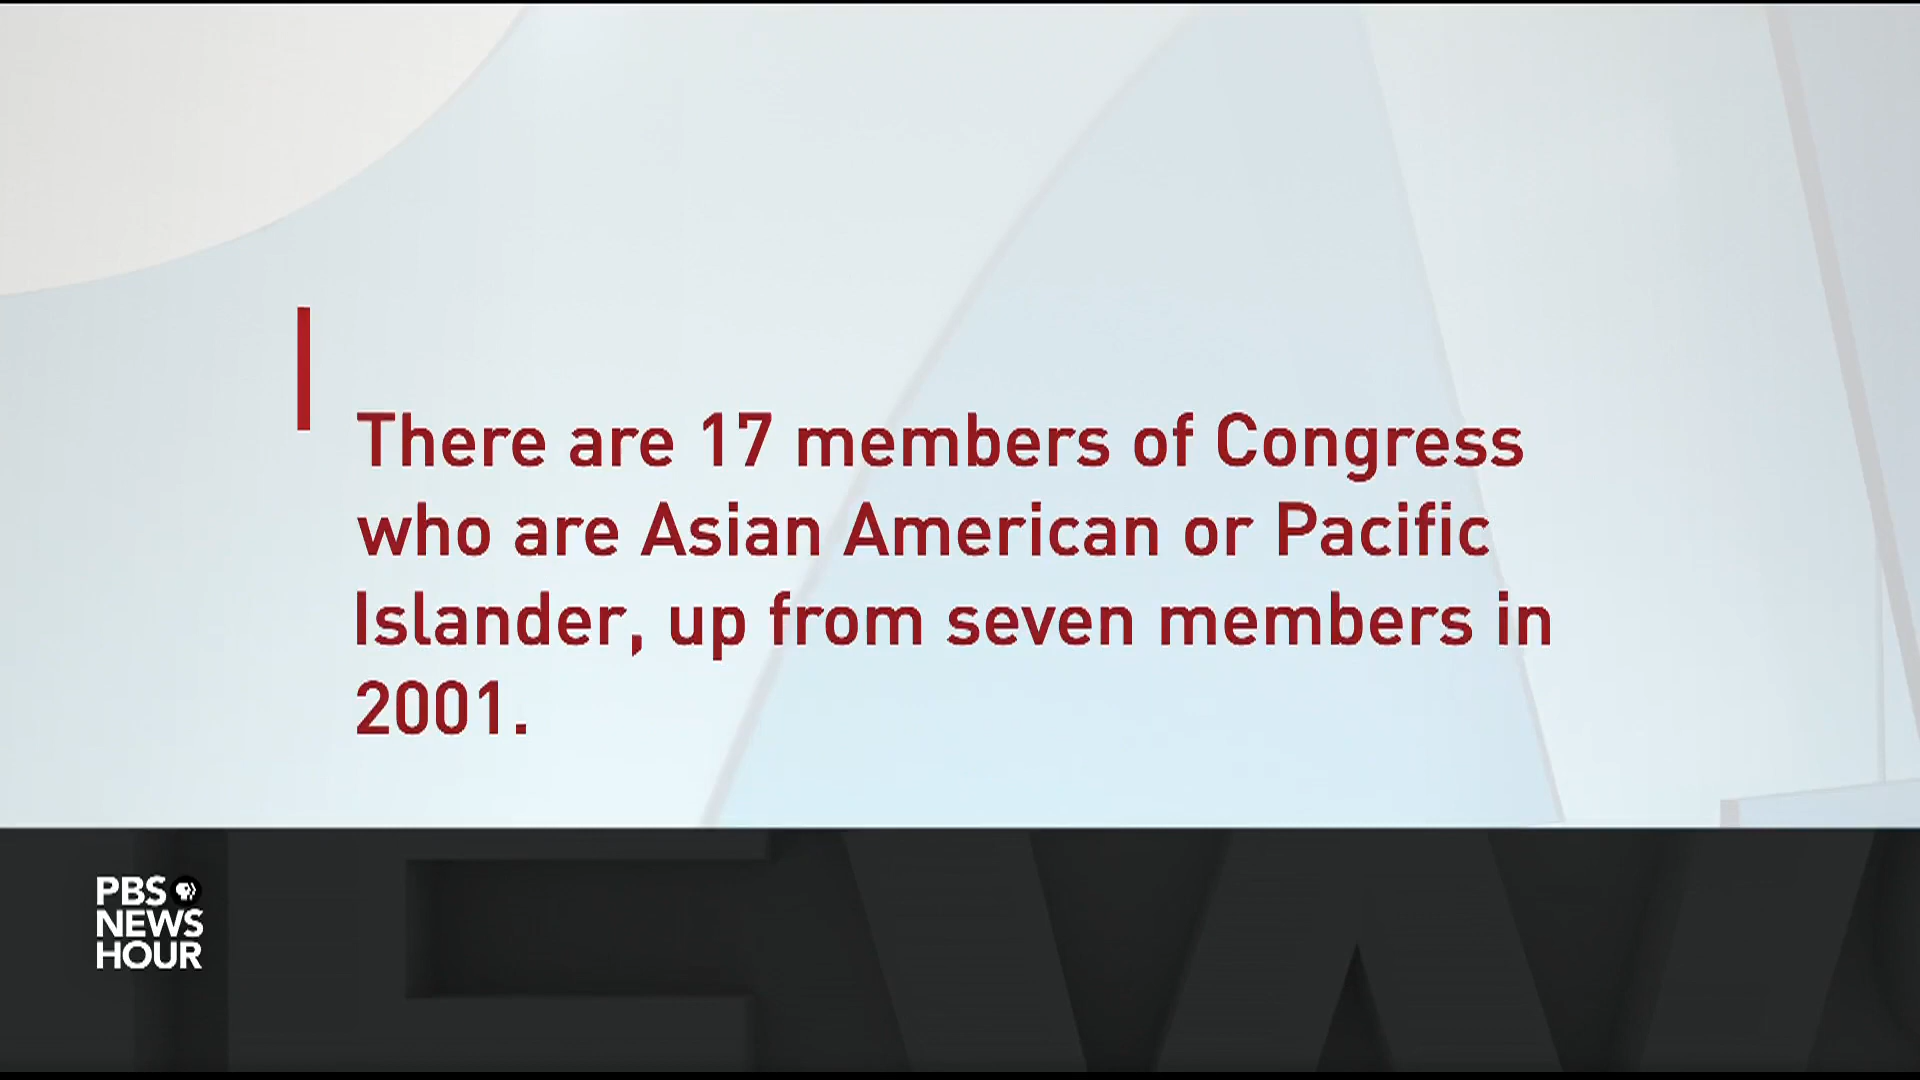 There are 17 members of Congress
who are Asian American or Pacific
Islander, up from seven members in
2001.
PBS
NEWS
HOUR